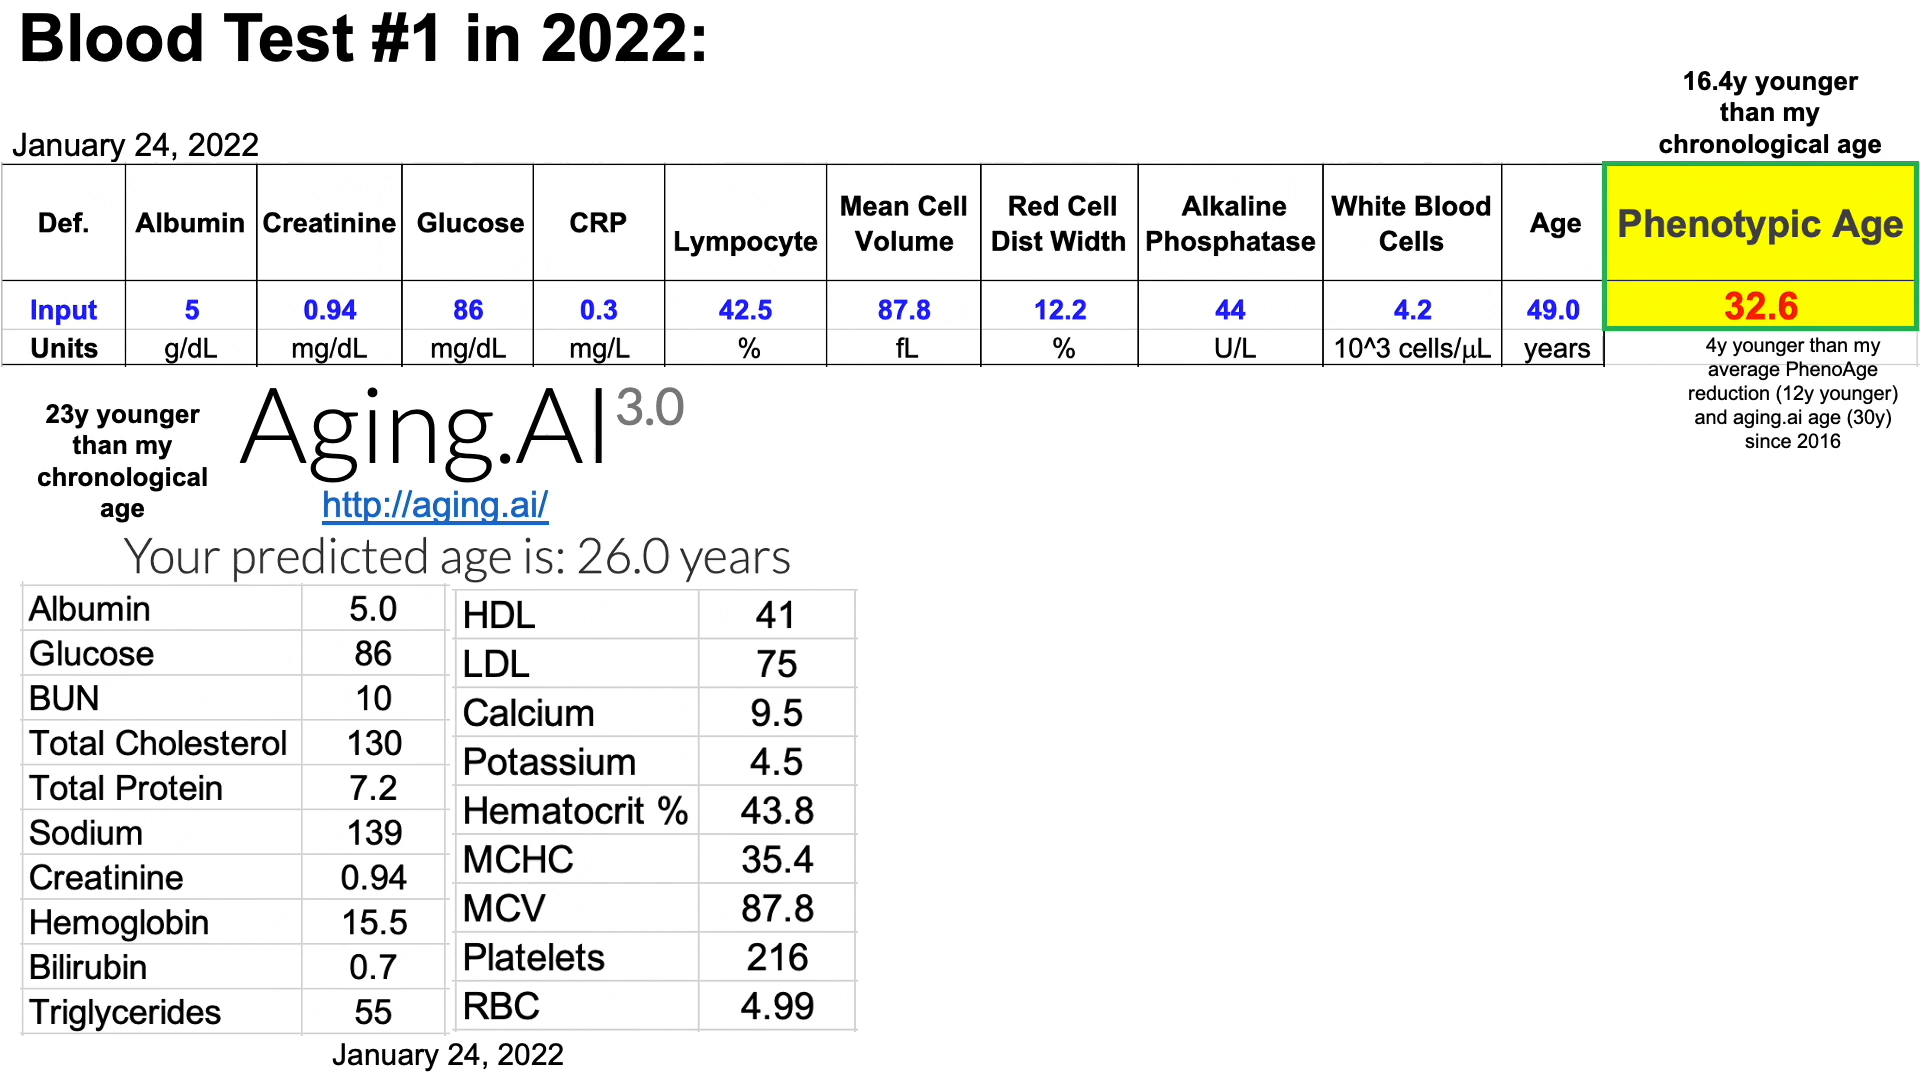 Blood Test #1 in 2022:
16.4y younger
than my
chronological age
January 24, 2022
Def. Albumin Creatinine Glucose CRP Lympocyte Mean Cell Volume Red Cell Dist Width Alkaline Phosphatase White Blood Cells Age Phenotypic Age
Input 5 0.94 86 0.3 42.5 87.8 12.2 44 4.2 49.0 32.6
Units g/dL mg/dL mg/dL mg/L % fL % U/L 10^3 cells/µL years
4y younger than my
average PhenoAge
reduction (12y younger)
and aging.ai age (30y)
since 2016
23y younger
than my
chronological
age
Aging.AI 3.0
http://aging.ai/
Your predicted age is: 26.0 years
Albumin 5.0
Glucose 86
BUN 10
Total Cholesterol 130
Total Protein 7.2
Sodium 139
Creatinine 0.94
Hemoglobin 15.5
Bilirubin 0.7
Triglycerides 55
HDL 41
LDL 75
Calcium 9.5
Potassium 4.5
Hematocrit % 43.8
MCHC 35.4
MCV 87.8
Platelets 216
RBC 4.99
January 24, 2022